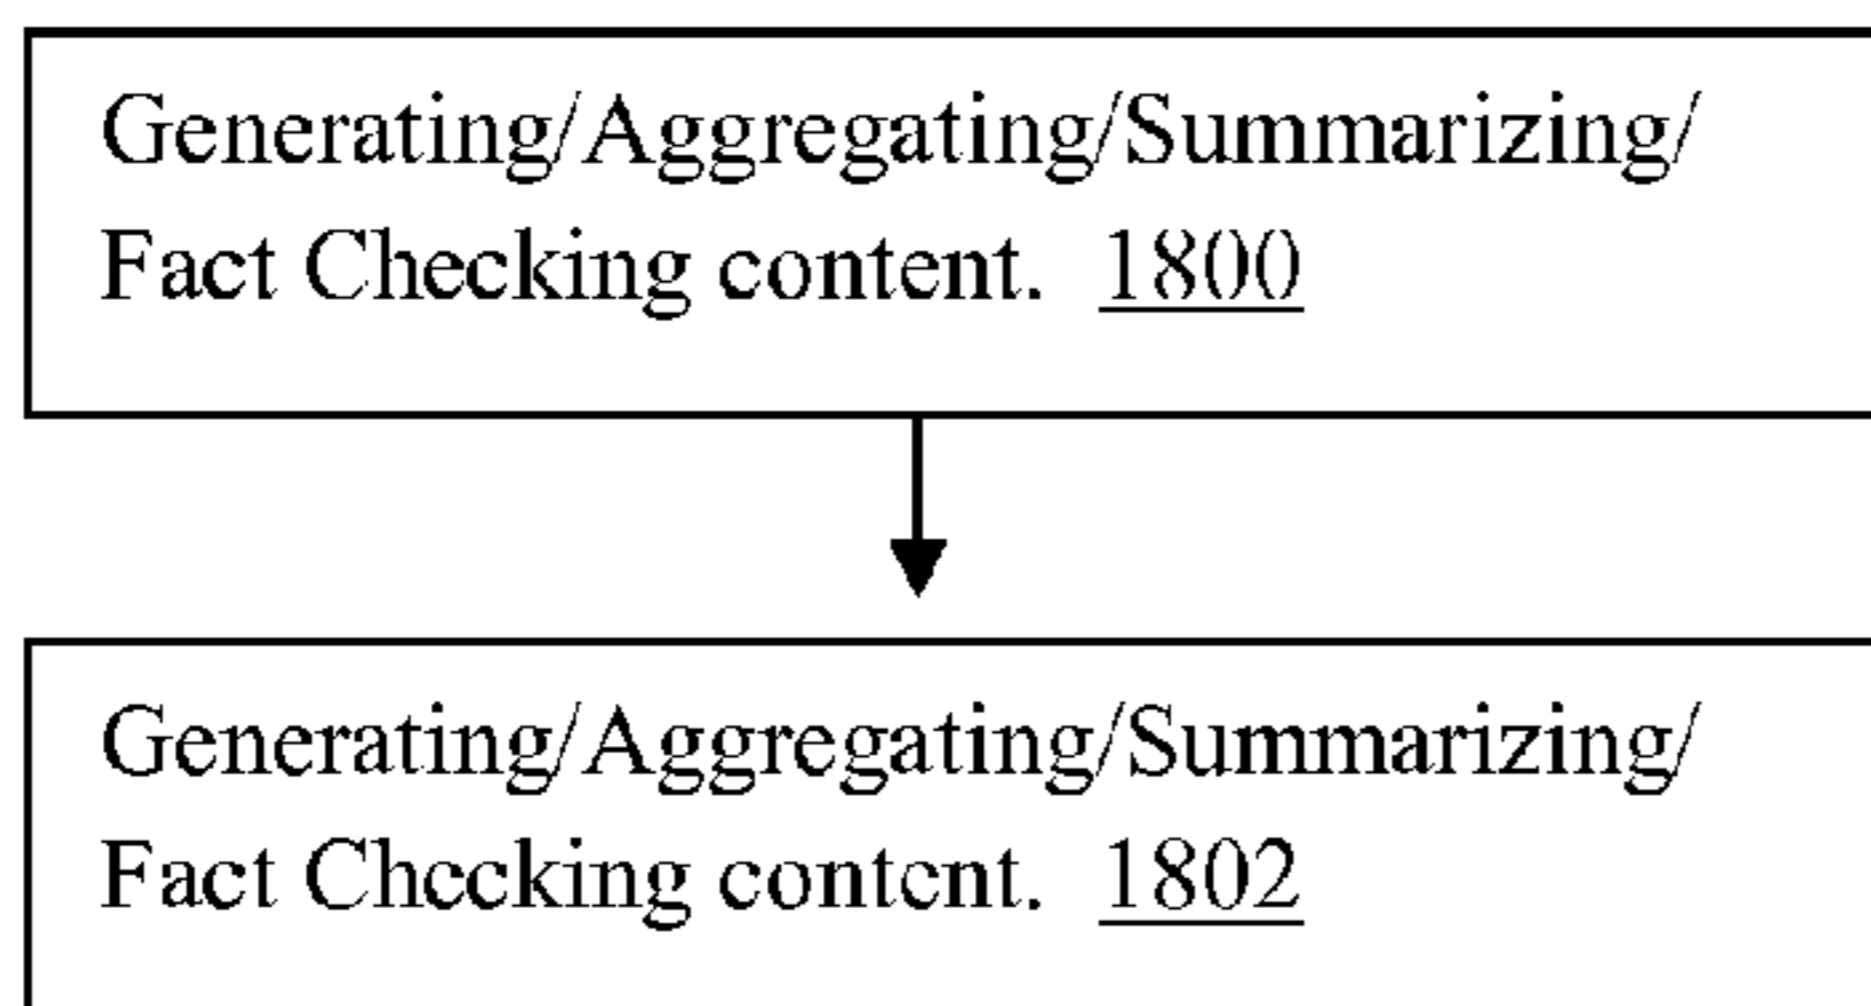 Generating/Aggregating/Summarizing/
Fact Checking content. 1800
Generating/Aggregating/Summarizing/
Fact Checking content. 1802